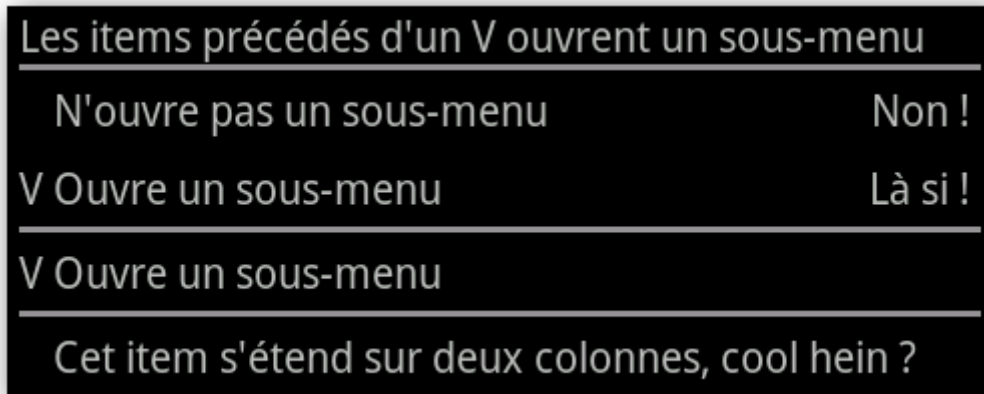 Les items précédés d'un V ouvrent un sous-menu
N'ouvre pas un sous-menu Non !
V Ouvre un sous-menu Là si !
V Ouvre un sous-menu
Cet item s'étend sur deux colonnes, cool hein ?